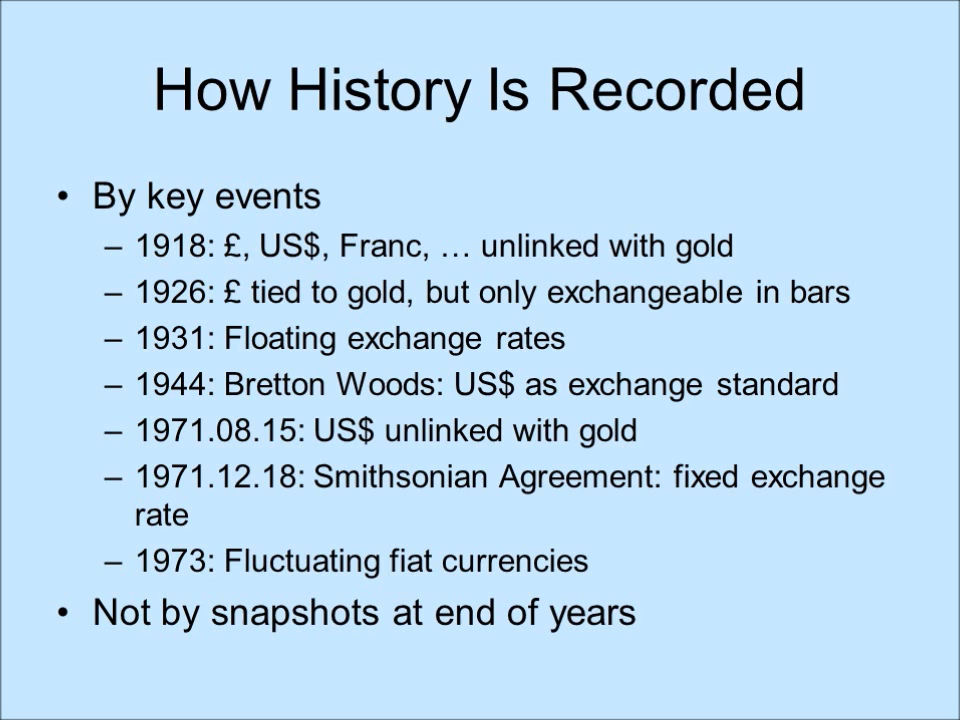 How History Is Recorded
• By key events
– 1918: £, US$, Franc, … unlinked with gold
– 1926: £ tied to gold, but only exchangeable in bars
– 1931: Floating exchange rates
– 1944: Bretton Woods: US$ as exchange standard
– 1971.08.15: US$ unlinked with gold
– 1971.12.18: Smithsonian Agreement: fixed exchange
rate
– 1973: Fluctuating fiat currencies
• Not by snapshots at end of years